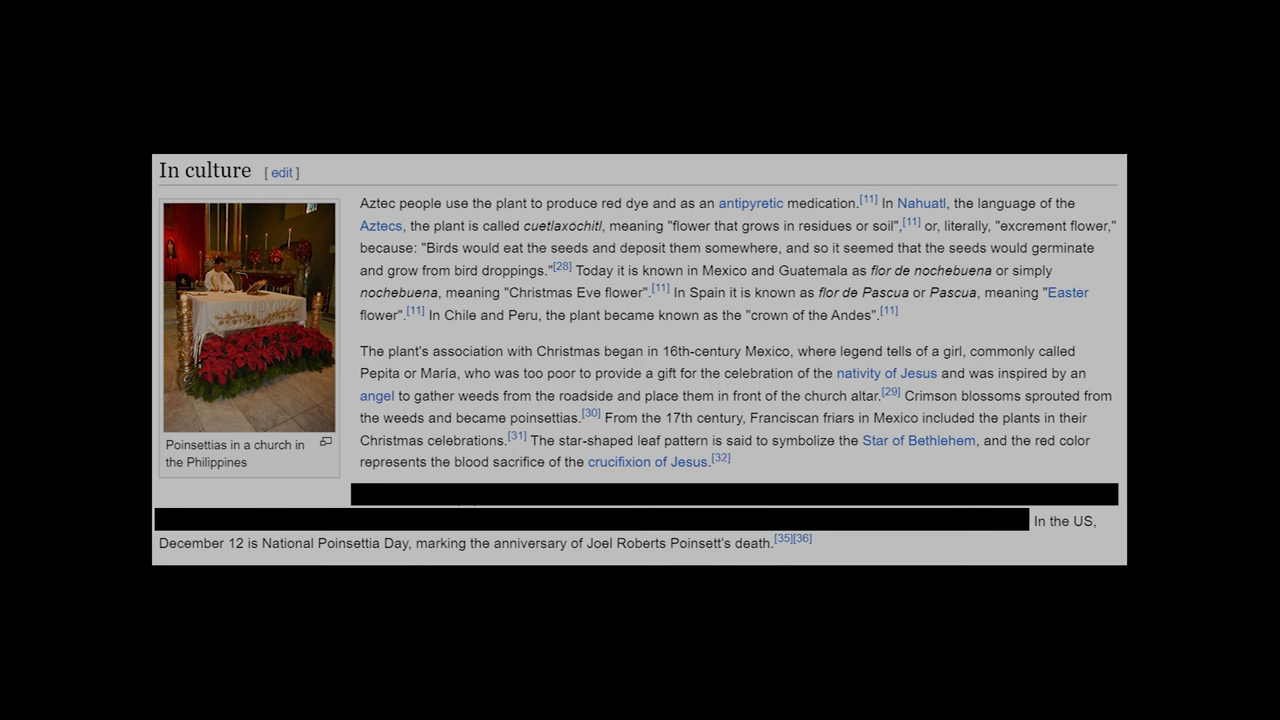 In culture [ edit ]
Aztec people use the plant to produce red dye and as an antipyretic medication.[11] In Nahuatl, the language of the
Aztecs, the plant is called cuetlaxochitl, meaning "flower that grows in residues or soil",[11] or, literally, "excrement flower,"
because: "Birds would eat the seeds and deposit them somewhere, and so it seemed that the seeds would germinate
and grow from bird droppings."[28] Today it is known in Mexico and Guatemala as flor de nochebuena or simply
nochebuena, meaning "Christmas Eve flower".[11] In Spain it is known as flor de Pascua or Pascua, meaning "Easter
flower".[11] In Chile and Peru, the plant became known as the "crown of the Andes".[11]
The plant's association with Christmas began in 16th-century Mexico, where legend tells of a girl, commonly called
Pepita or María, who was too poor to provide a gift for the celebration of the nativity of Jesus and was inspired by an
angel to gather weeds from the roadside and place them in front of the church altar.[29] Crimson blossoms sprouted from
the weeds and became poinsettias.[30] From the 17th century, Franciscan friars in Mexico included the plants in their
Christmas celebrations.[31] The star-shaped leaf pattern is said to symbolize the Star of Bethlehem, and the red color
represents the blood sacrifice of the crucifixion of Jesus.[32]
Poinsettias in a church in
the Philippines
In the US,
December 12 is National Poinsettia Day, marking the anniversary of Joel Roberts Poinsett's death.[35][36]